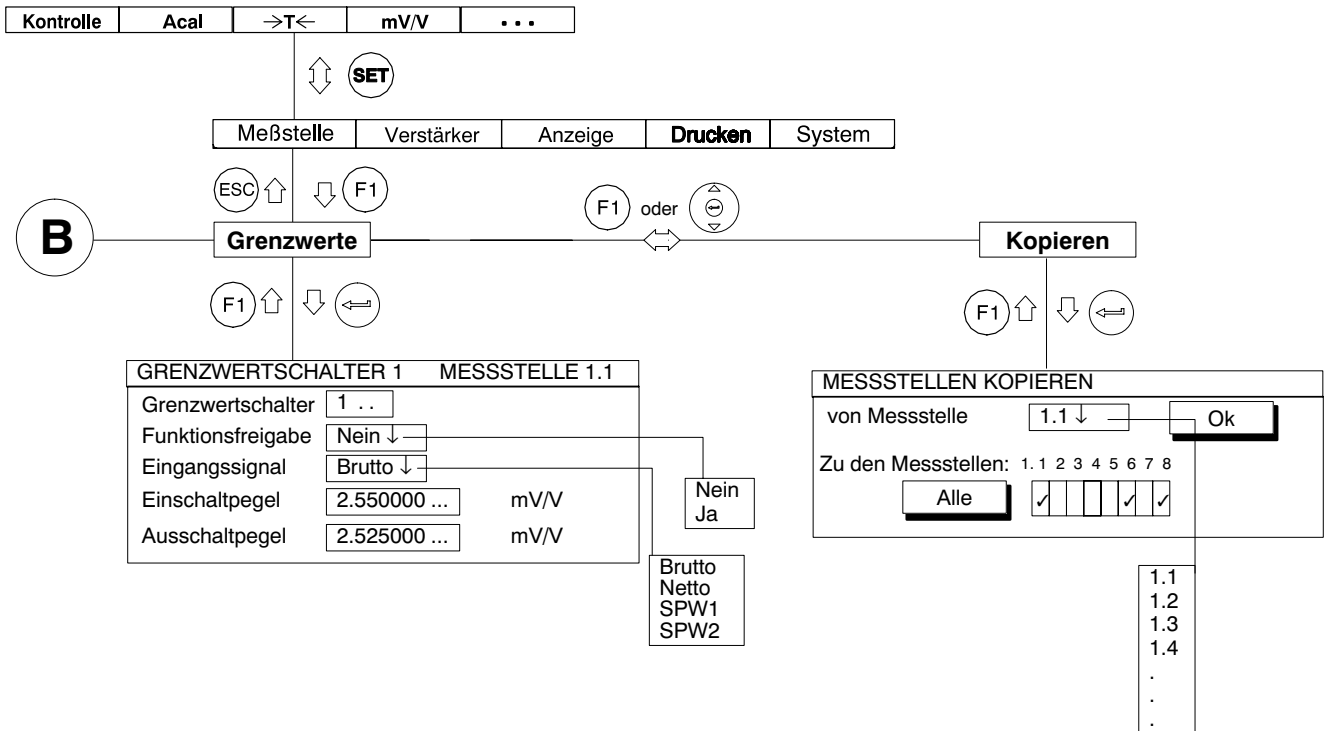 Kontrolle Acal →T← mV/V ...
SET
Meßstelle Verstärker Anzeige Drucken System
ESC F1
F1 oder
B Grenzwerte Kopieren
F1
F1
GRENZWERTSCHALTER 1 MESSSTELLE 1.1
Grenzwertschalter 1 . .
Funktionsfreigabe Nein ↓
Eingangssignal Brutto ↓
Einschaltpegel 2.550000 ... mV/V
Ausschaltpegel 2.525000 ... mV/V
Nein
Ja
Brutto
Netto
SPW1
SPW2
MESSSTELLEN KOPIEREN
von Messstelle 1.1 ↓ Ok
Zu den Messstellen: 1. 1 2 3 4 5 6 7 8
Alle ✓ ✓ ✓
1.1
1.2
1.3
1.4
.
.
.